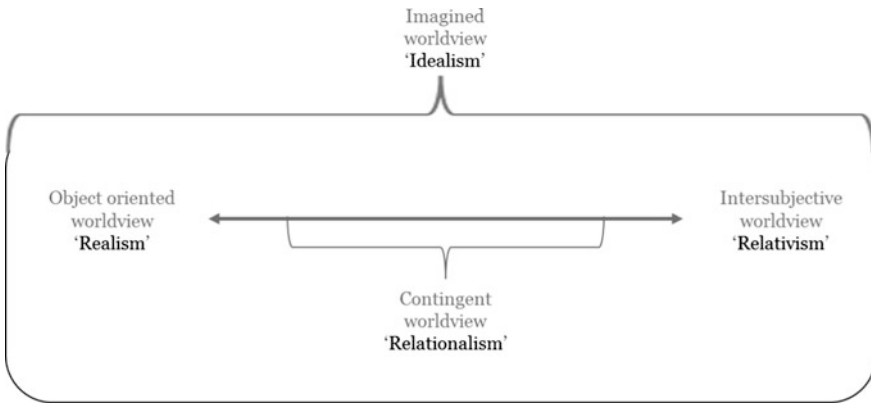 Imagined
worldview
‘Idealism’
Object oriented
worldview
‘Realism’
Intersubjective
worldview
‘Relativism’
Contingent
worldview
‘Relationalism’